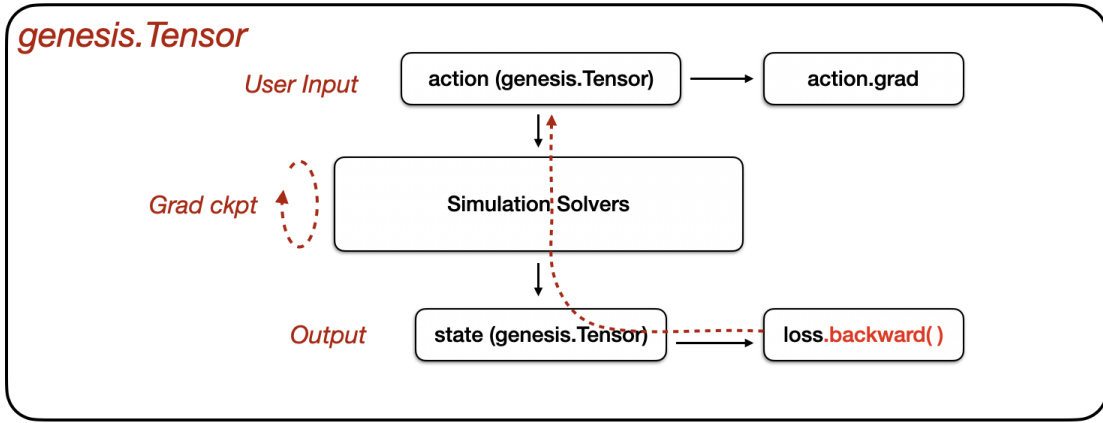 genesis.Tensor
User Input
action (genesis.Tensor)
action.grad
Grad ckpt
Simulation Solvers
Output
state (genesis.Tensor)
loss.backward( )